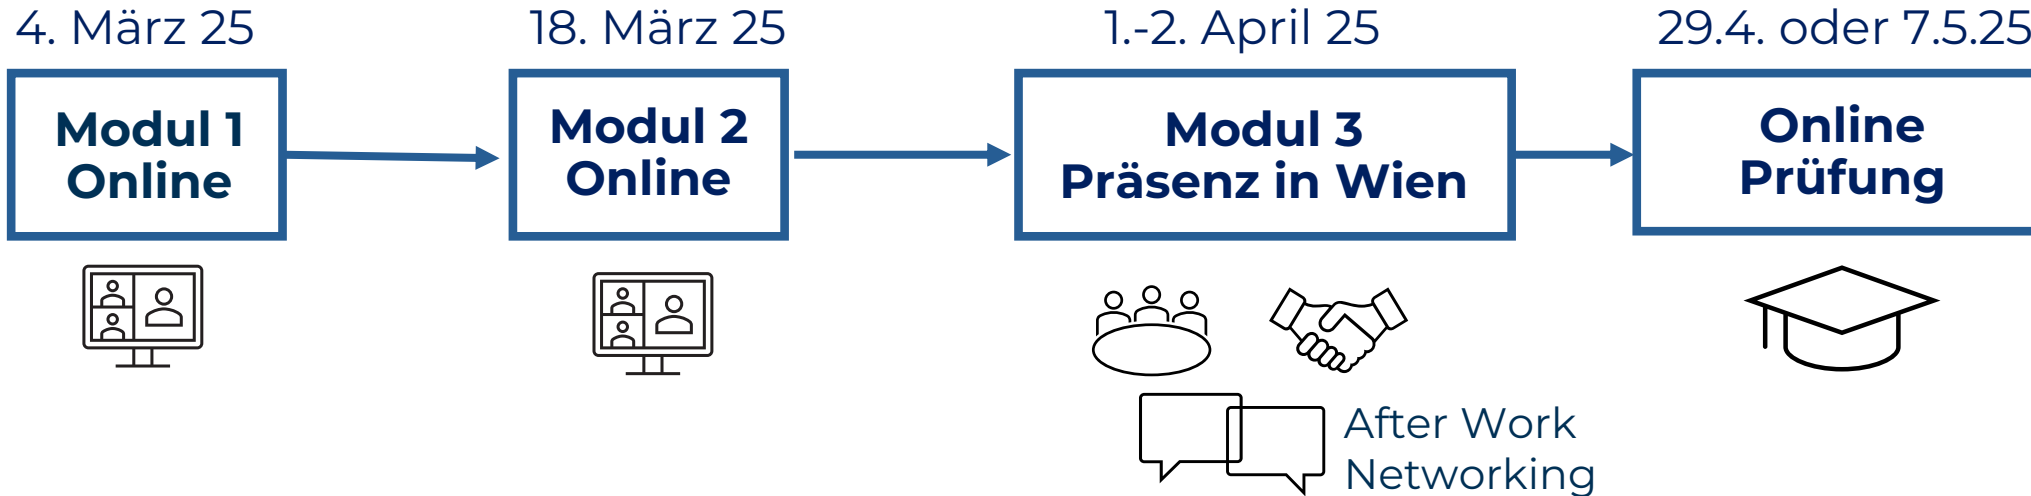 4. März 25
Modul 1
Online
18. März 25
Modul 2
Online
1.-2. April 25
Modul 3
Präsenz in Wien
After Work
Networking
29.4. oder 7.5.25
Online
Prüfung